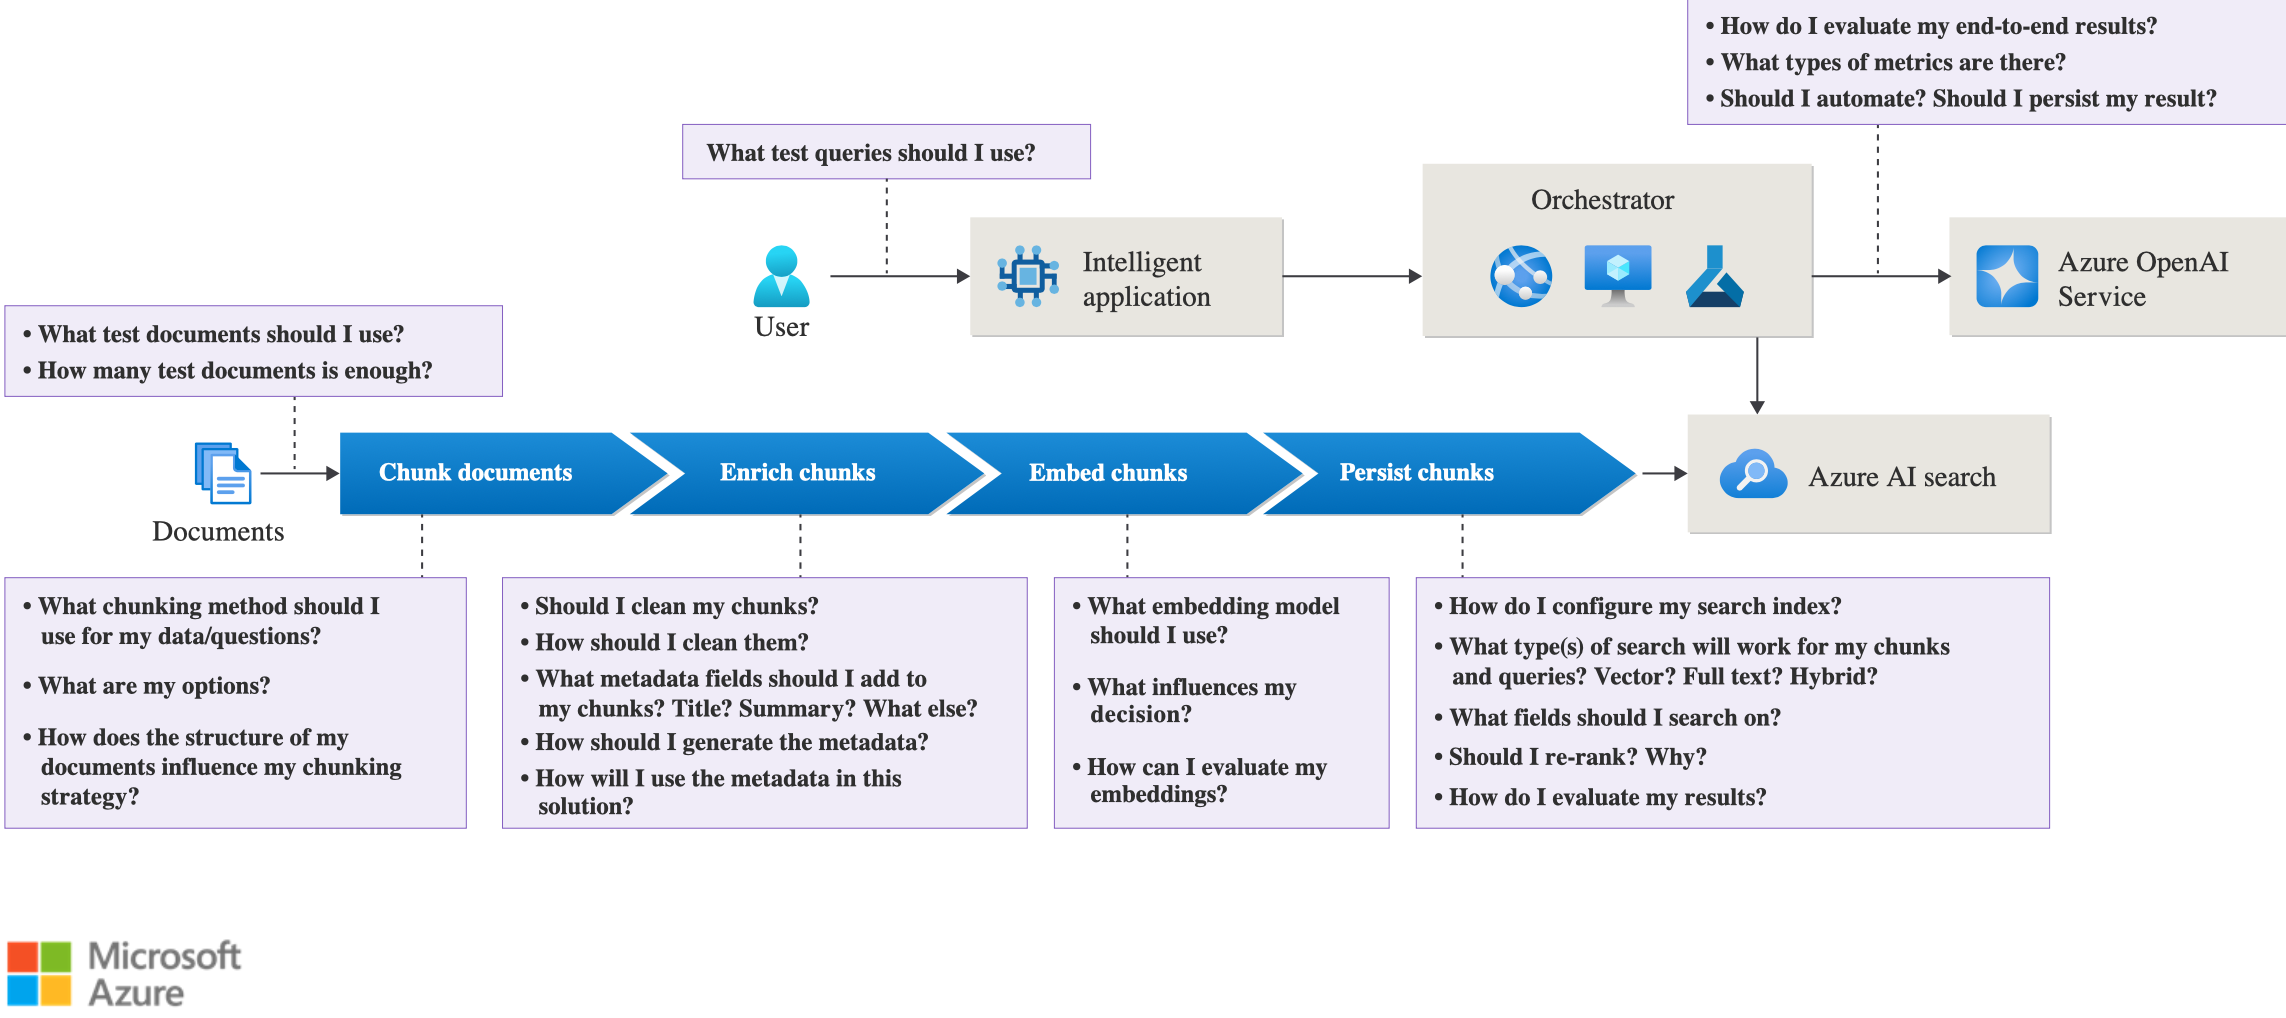 • How do I evaluate my end-to-end results?
• What types of metrics are there?
• Should I automate? Should I persist my result?
What test queries should I use?
Orchestrator
Intelligent
application
Azure OpenAI
Service
User
• What test documents should I use?
• How many test documents is enough?
Chunk documents
Enrich chunks
Embed chunks
Persist chunks
Azure AI search
Documents
• What chunking method should I
use for my data/questions?
• What are my options?
• How does the structure of my
documents influence my chunking
strategy?
• Should I clean my chunks?
• How should I clean them?
• What metadata fields should I add to
my chunks? Title? Summary? What else?
• How should I generate the metadata?
• How will I use the metadata in this
solution?
• What embedding model
should I use?
• What influences my
decision?
• How can I evaluate my
embeddings?
• How do I configure my search index?
• What type(s) of search will work for my chunks
and queries? Vector? Full text? Hybrid?
• What fields should I search on?
• Should I re-rank? Why?
• How do I evaluate my results?
Microsoft
Azure